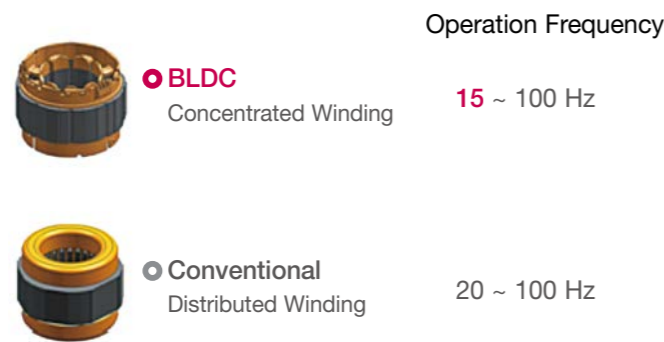 Operation Frequency
BLDC
Concentrated Winding
15 ~ 100 Hz
Conventional
Distributed Winding
20 ~ 100 Hz